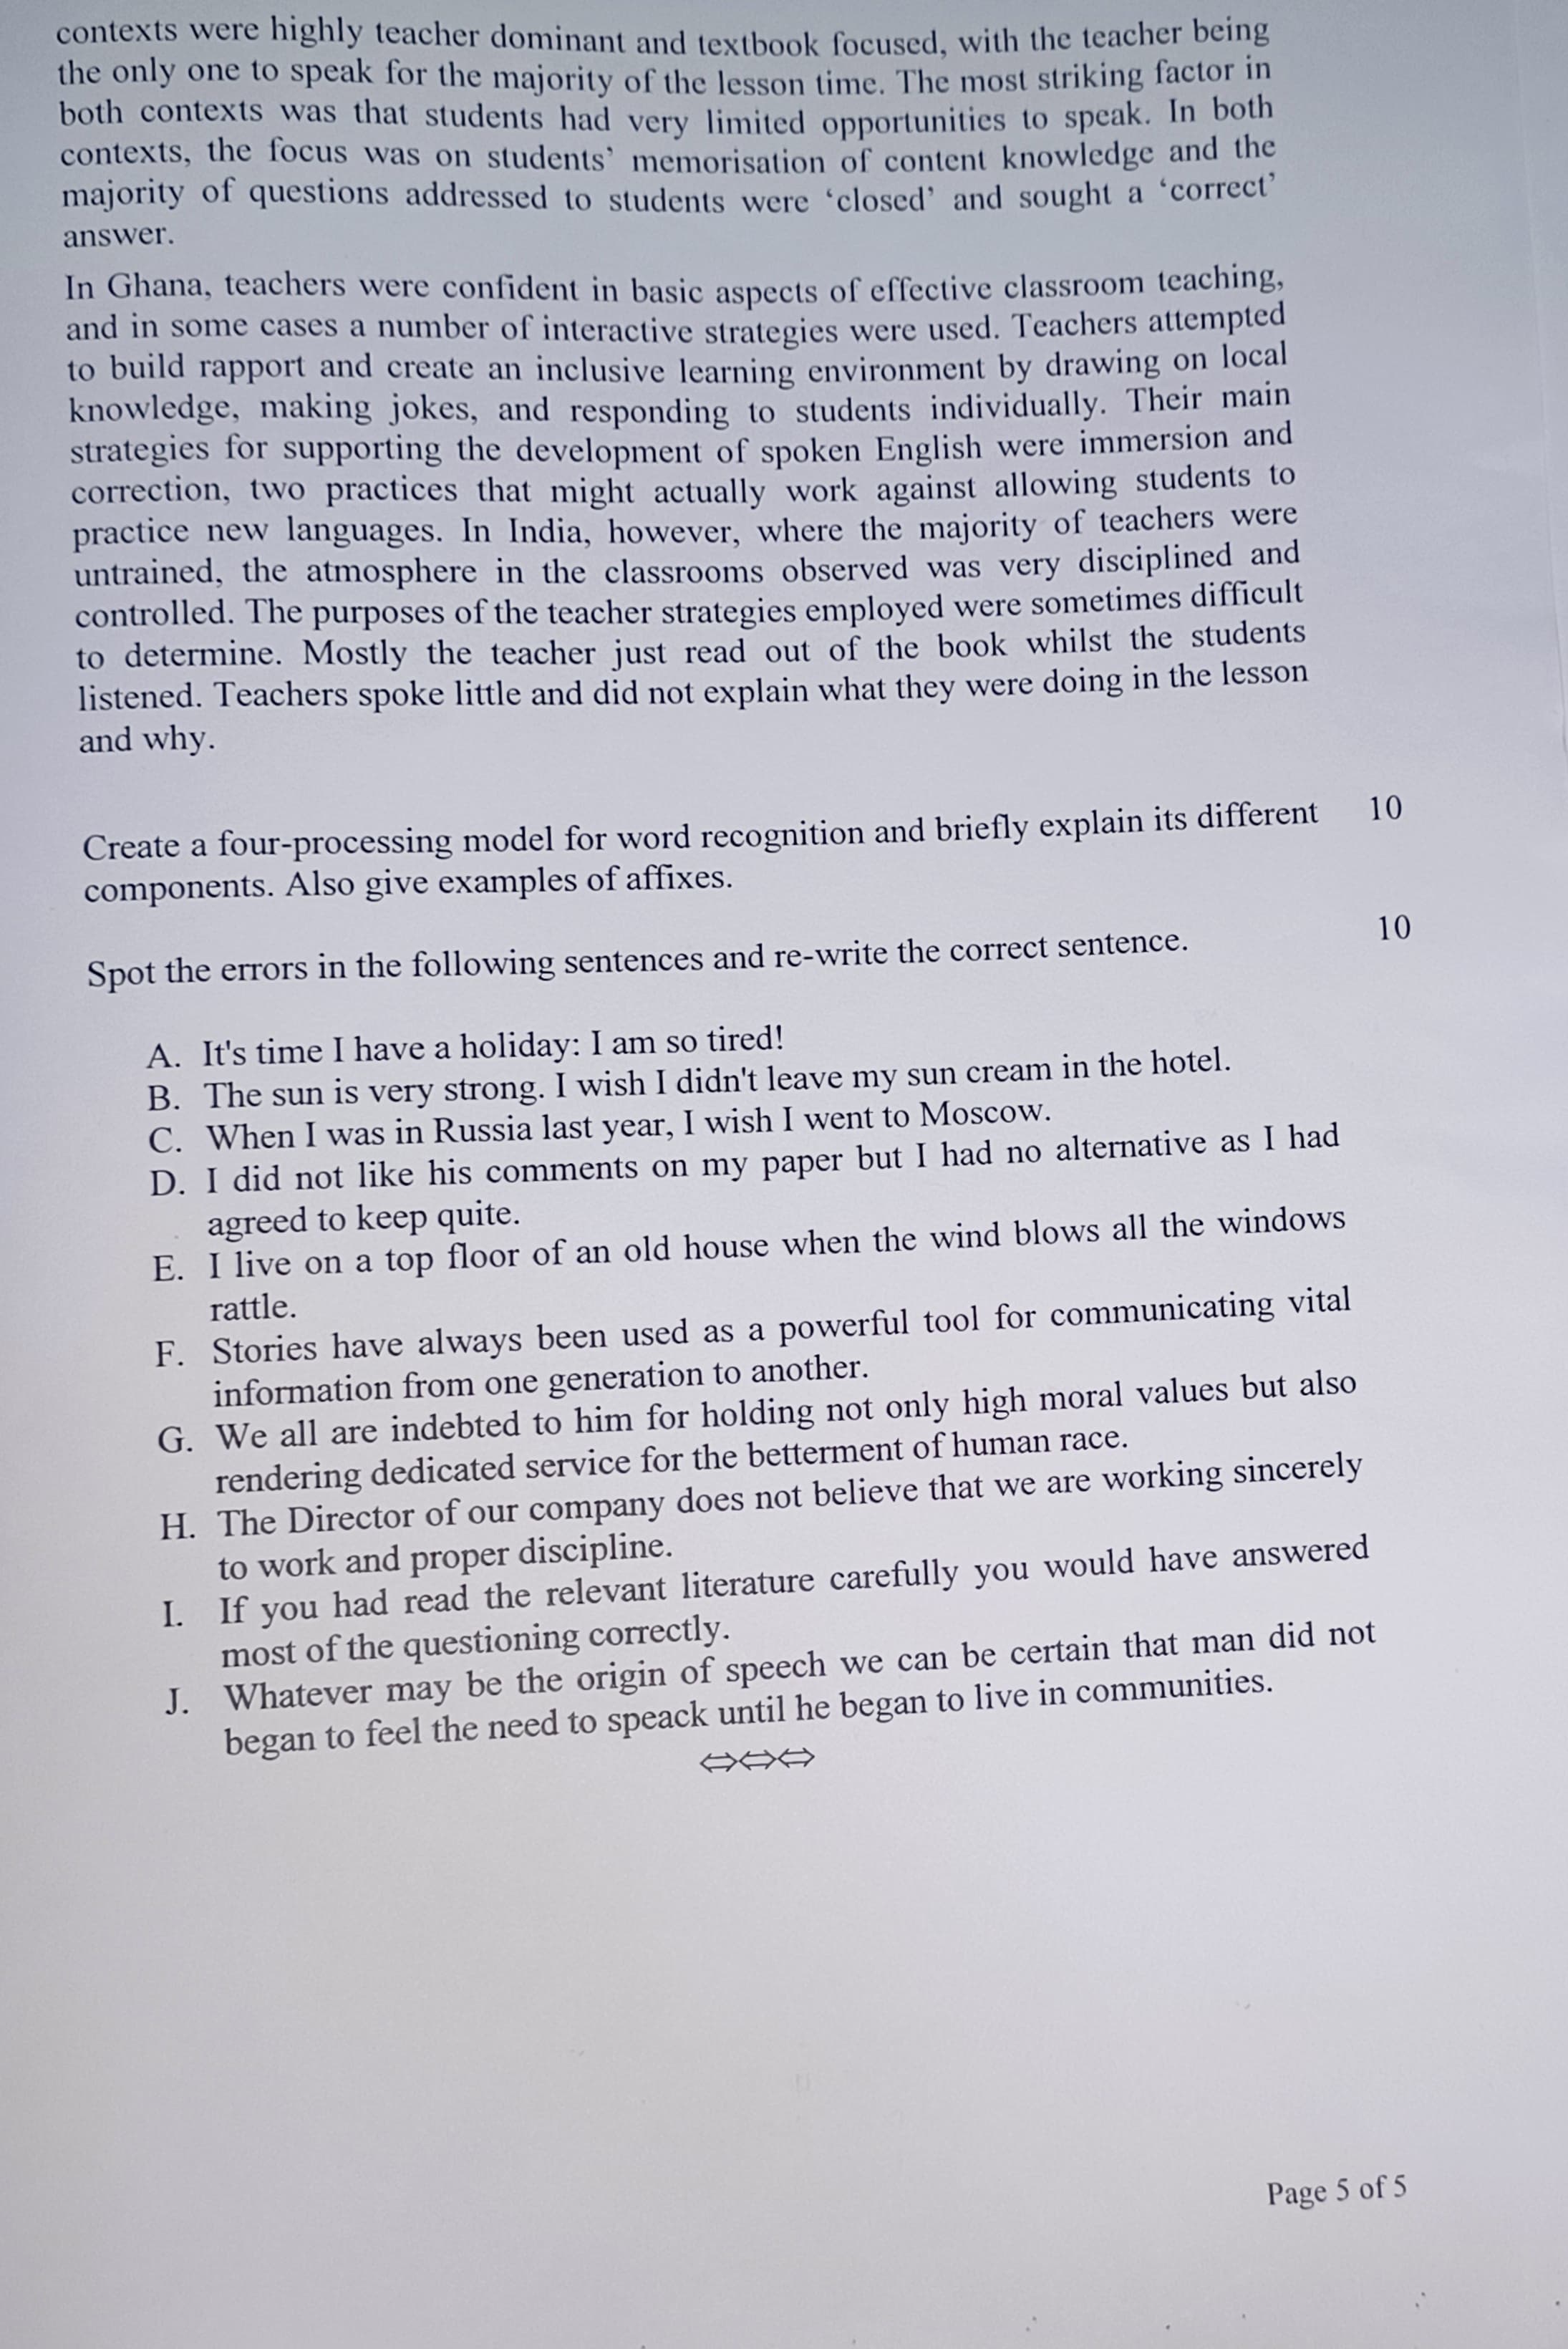 contexts were highly teacher dominant and textbook focused, with the teacher being
the only one to speak for the majority of the lesson time. The most striking factor in
both contexts was that students had very limited opportunities to speak. In both
contexts, the focus was on students’ memorisation of content knowledge and the
majority of questions addressed to students were ‘closed’ and sought a ‘correct’
answer.
In Ghana, teachers were confident in basic aspects of effective classroom teaching,
and in some cases a number of interactive strategies were used. Teachers attempted
to build rapport and create an inclusive learning environment by drawing on local
knowledge, making jokes, and responding to students individually. Their main
strategies for supporting the development of spoken English were immersion and
correction, two practices that might actually work against allowing students to
practice new languages. In India, however, where the majority of teachers were
untrained, the atmosphere in the classrooms observed was very disciplined and
controlled. The purposes of the teacher strategies employed were sometimes difficult
to determine. Mostly the teacher just read out of the book whilst the students
listened. Teachers spoke little and did not explain what they were doing in the lesson
and why.
Create a four-processing model for word recognition and briefly explain its different 10
components. Also give examples of affixes.
Spot the errors in the following sentences and re-write the correct sentence. 10
A. It's time I have a holiday: I am so tired!
B. The sun is very strong. I wish I didn't leave my sun cream in the hotel.
C. When I was in Russia last year, I wish I went to Moscow.
D. I did not like his comments on my paper but I had no alternative as I had
agreed to keep quite.
E. I live on a top floor of an old house when the wind blows all the windows
rattle.
F. Stories have always been used as a powerful tool for communicating vital
information from one generation to another.
G. We all are indebted to him for holding not only high moral values but also
rendering dedicated service for the betterment of human race.
H. The Director of our company does not believe that we are working sincerely
to work and proper discipline.
I. If you had read the relevant literature carefully you would have answered
most of the questioning correctly.
J. Whatever may be the origin of speech we can be certain that man did not
began to feel the need to speack until he began to live in communities.
⇔⇔⇔
Page 5 of 5